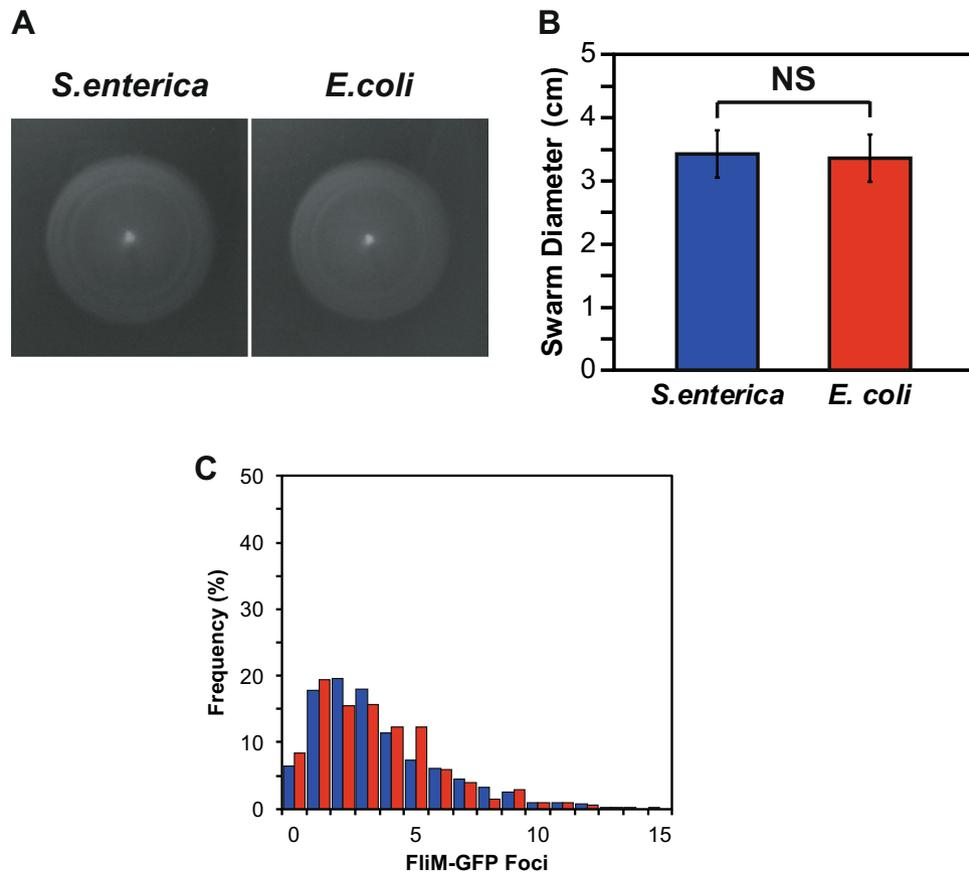 A
S.enterica
E.coli
B
Swarm Diameter (cm)
5
4
3
2
1
0
NS
S.enterica
E. coli
C
Frequency (%)
50
40
30
20
10
0
0 5 10 15
FliM-GFP Foci